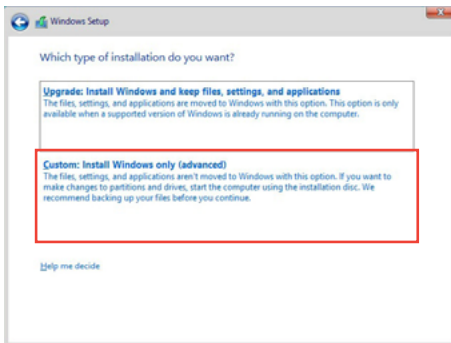 Windows Setup
Which type of installation do you want?
Upgrade: Install Windows and keep files, settings, and applications
The files, settings, and applications are moved to Windows with this option. This option is only
available when a supported version of Windows is already running on the computer.
Custom: Install Windows only (advanced)
The files, settings, and applications aren't moved to Windows with this option. If you want to
make changes to partitions and drives, start the computer using the installation disc. We
recommend backing up your files before you continue.
Help me decide